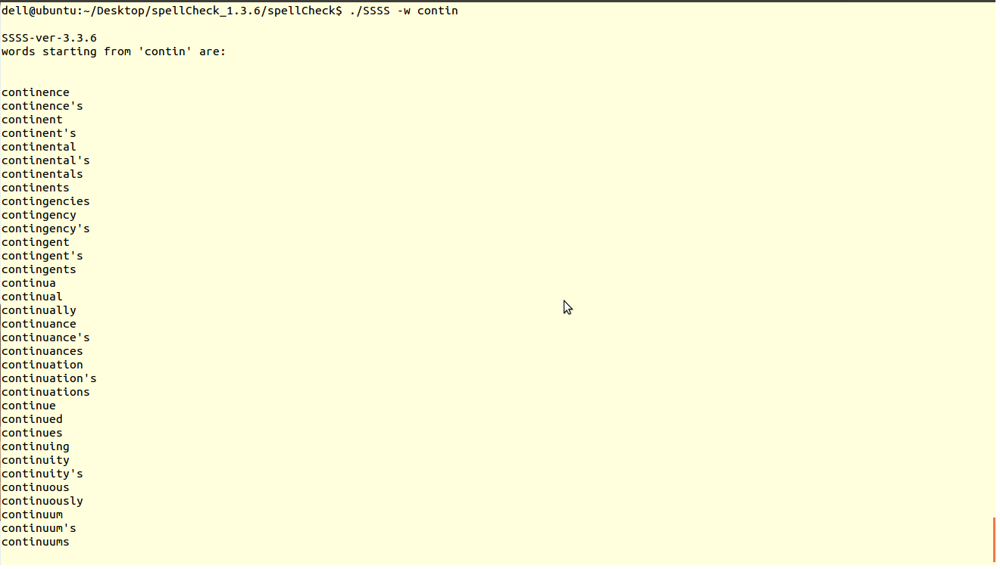 dell@ubuntu:~/Desktop/spellCheck_1.3.6/spellCheck$ ./SSSS -w contin
SSSS-ver-3.3.6
words starting from 'contin' are:
continence
continence's
continent
continent's
continental
continental's
continentals
continents
contingencies
contingency
contingency's
contingent
contingent's
contingents
continua
continual
continually
continuance
continuance's
continuances
continuation
continuation's
continuations
continue
continued
continues
continuing
continuity
continuity's
continuous
continuously
continuum
continuum's
continuums